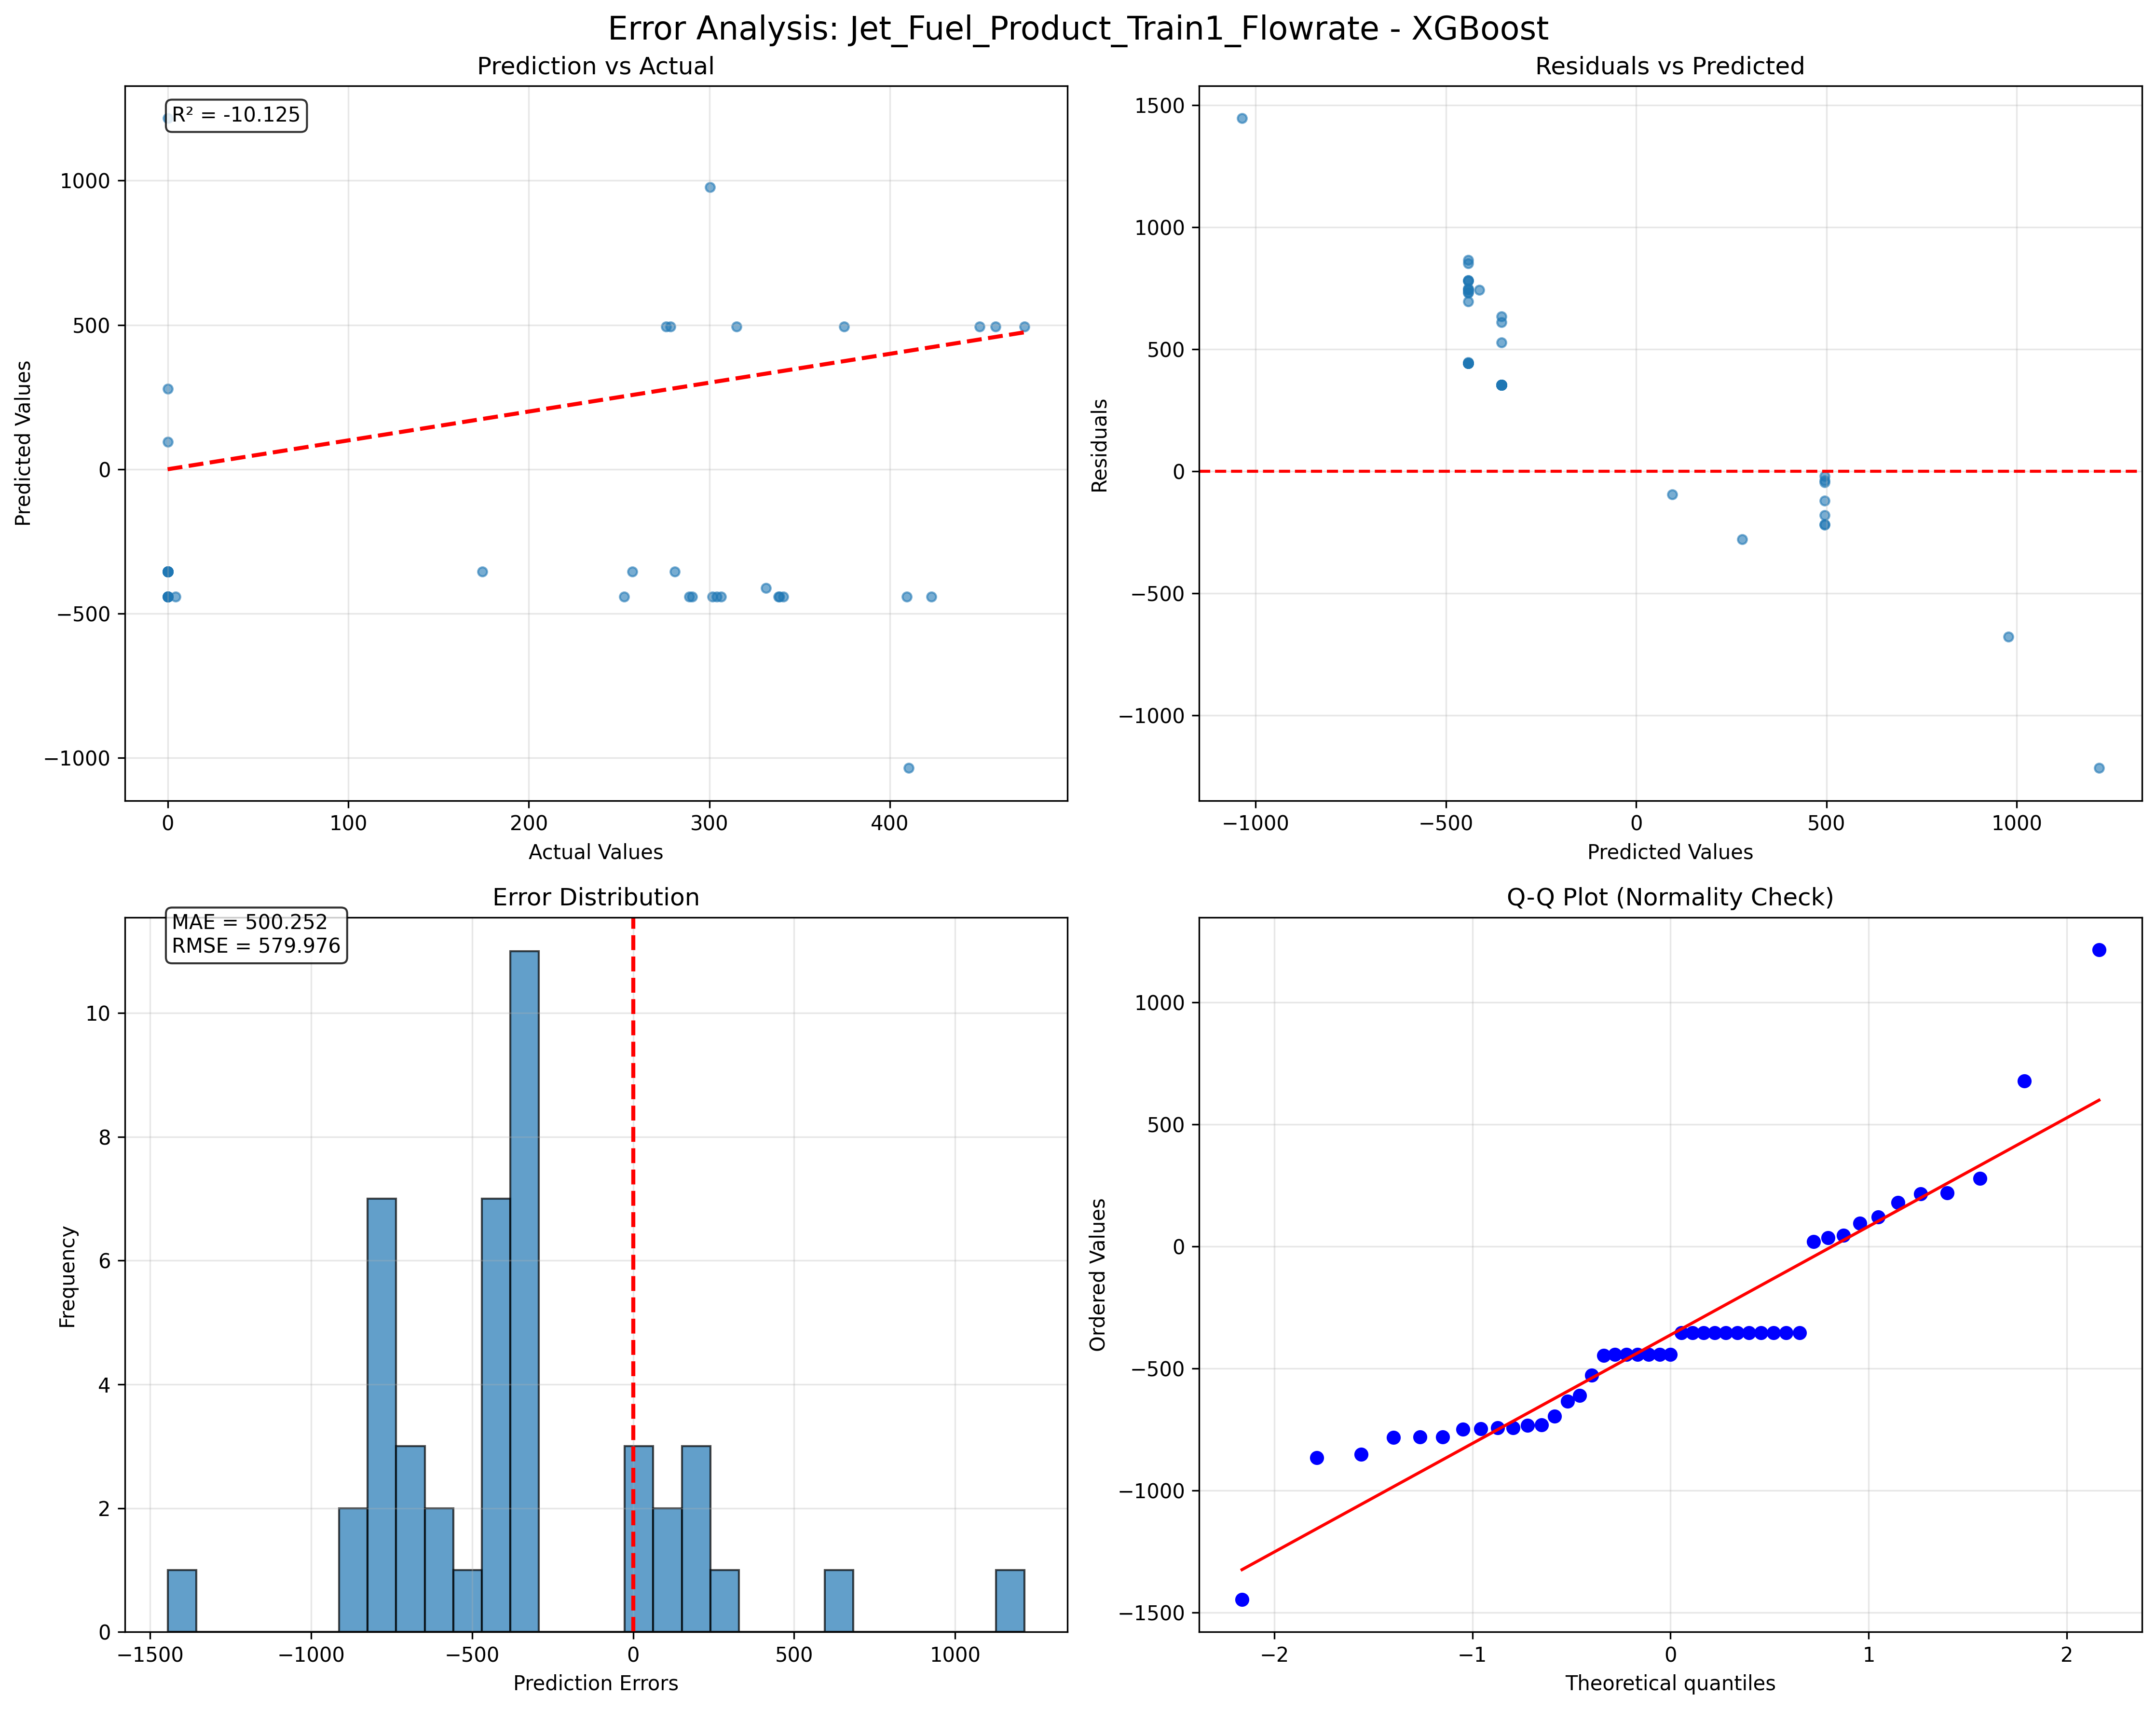 Error Analysis: Jet_Fuel_Product_Train1_Flowrate - XGBoost
Prediction vs Actual
R² = -10.125
1000
500
0
−500
−1000
Predicted Values
0 100 200 300 400
Actual Values
Residuals vs Predicted
1500
1000
500
0
−500
−1000
Residuals
−1000 −500 0 500 1000
Predicted Values
Error Distribution
MAE = 500.252
RMSE = 579.976
10
8
6
4
2
0
Frequency
−1500 −1000 −500 0 500 1000
Prediction Errors
Q-Q Plot (Normality Check)
1000
500
0
−500
−1000
−1500
Ordered Values
−2 −1 0 1 2
Theoretical quantiles